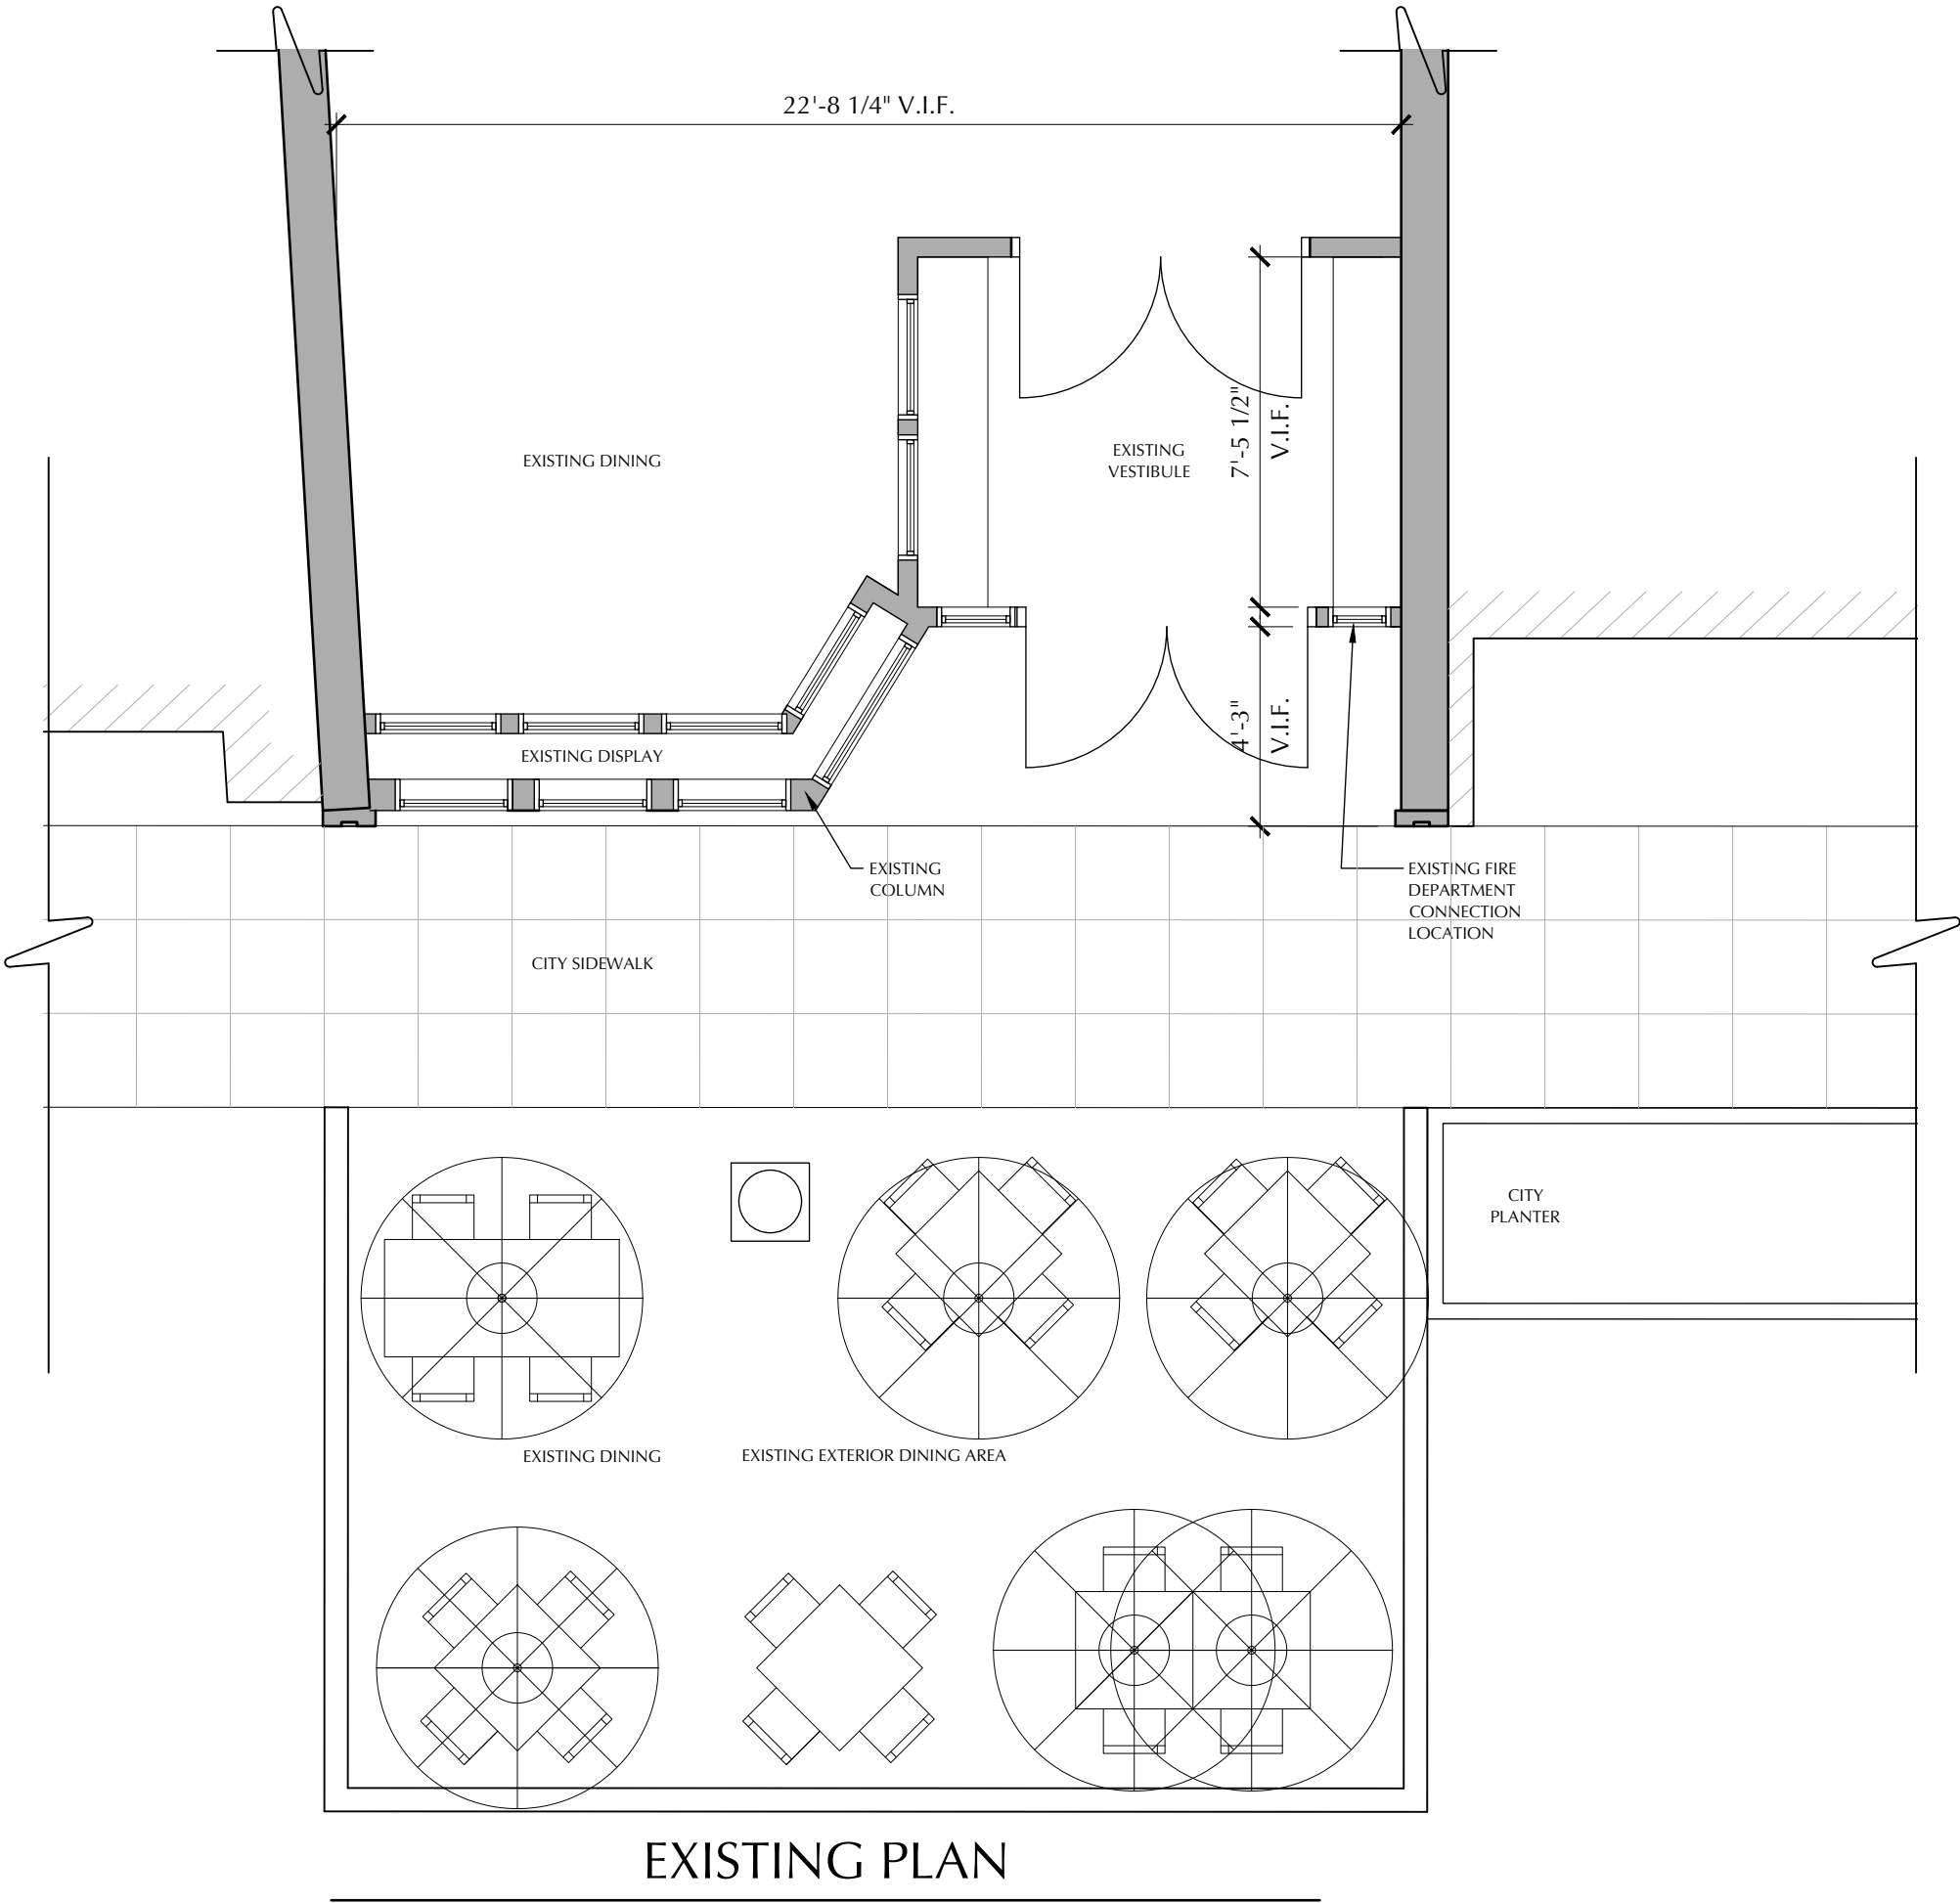 22'-8 1/4" V.I.F.
EXISTING DINING
EXISTING
VESTIBULE
7'-5 1/2"
V.I.F.
4'-3"
V.I.F.
EXISTING DISPLAY
EXISTING
COLUMN
EXISTING FIRE
DEPARTMENT
CONNECTION
LOCATION
CITY SIDEWALK
CITY
PLANTER
EXISTING DINING
EXISTING EXTERIOR DINING AREA
EXISTING PLAN